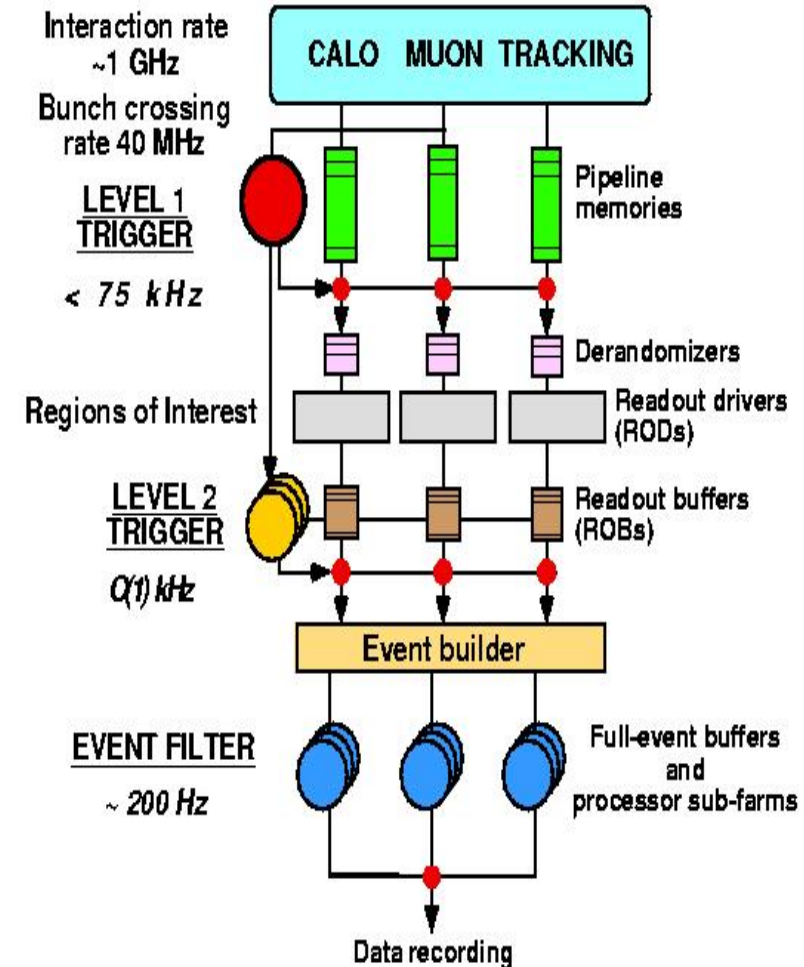 Interaction rate
~1 GHz
CALO MUON TRACKING
Bunch crossing
rate 40 MHz
LEVEL 1
TRIGGER
Pipeline
memories
< 75 kHz
Derandomizers
Regions of Interest
Readout drivers
(RODs)
LEVEL 2
TRIGGER
Readout buffers
(ROBs)
O(1) kHz
Event builder
EVENT FILTER
~ 200 Hz
Full-event buffers
and
processor sub-farms
Data recording